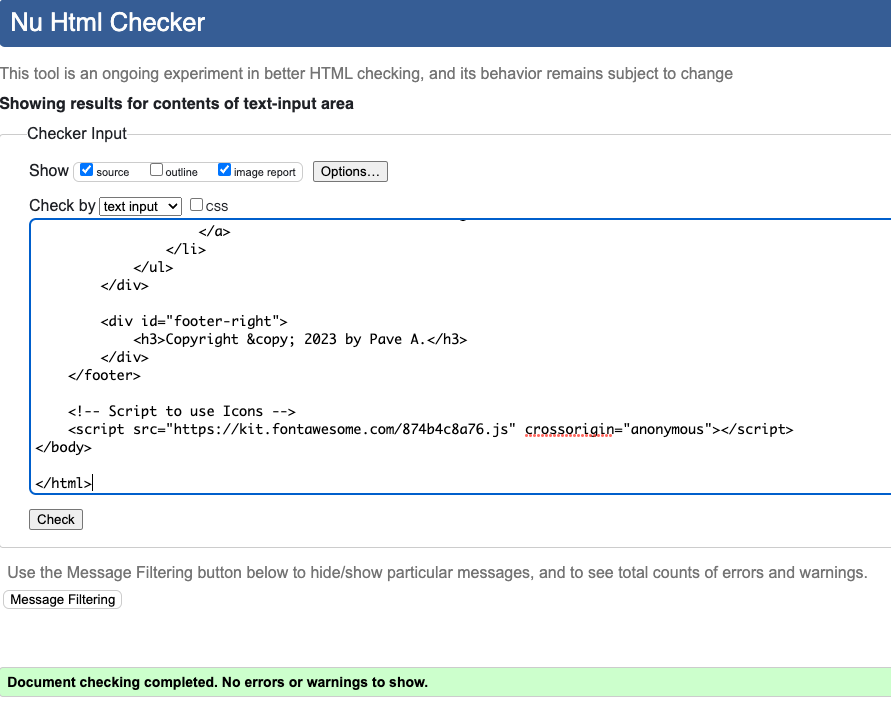 Nu Html Checker
This tool is an ongoing experiment in better HTML checking, and its behavior remains subject to change
Showing results for contents of text-input area
Checker Input
Show source outline image report Options...
Check by text input CSS
</a>
</li>
</ul>
</div>
<div id="footer-right">
<h3>Copyright &copy; 2023 by Pave A.</h3>
</div>
</footer>
<!-- Script to use Icons -->
<script src="https://kit.fontawesome.com/874b4c8a76.js" crossorigin="anonymous"></script>
</body>
</html>
Check
Use the Message Filtering button below to hide/show particular messages, and to see total counts of errors and warnings.
Message Filtering
Document checking completed. No errors or warnings to show.